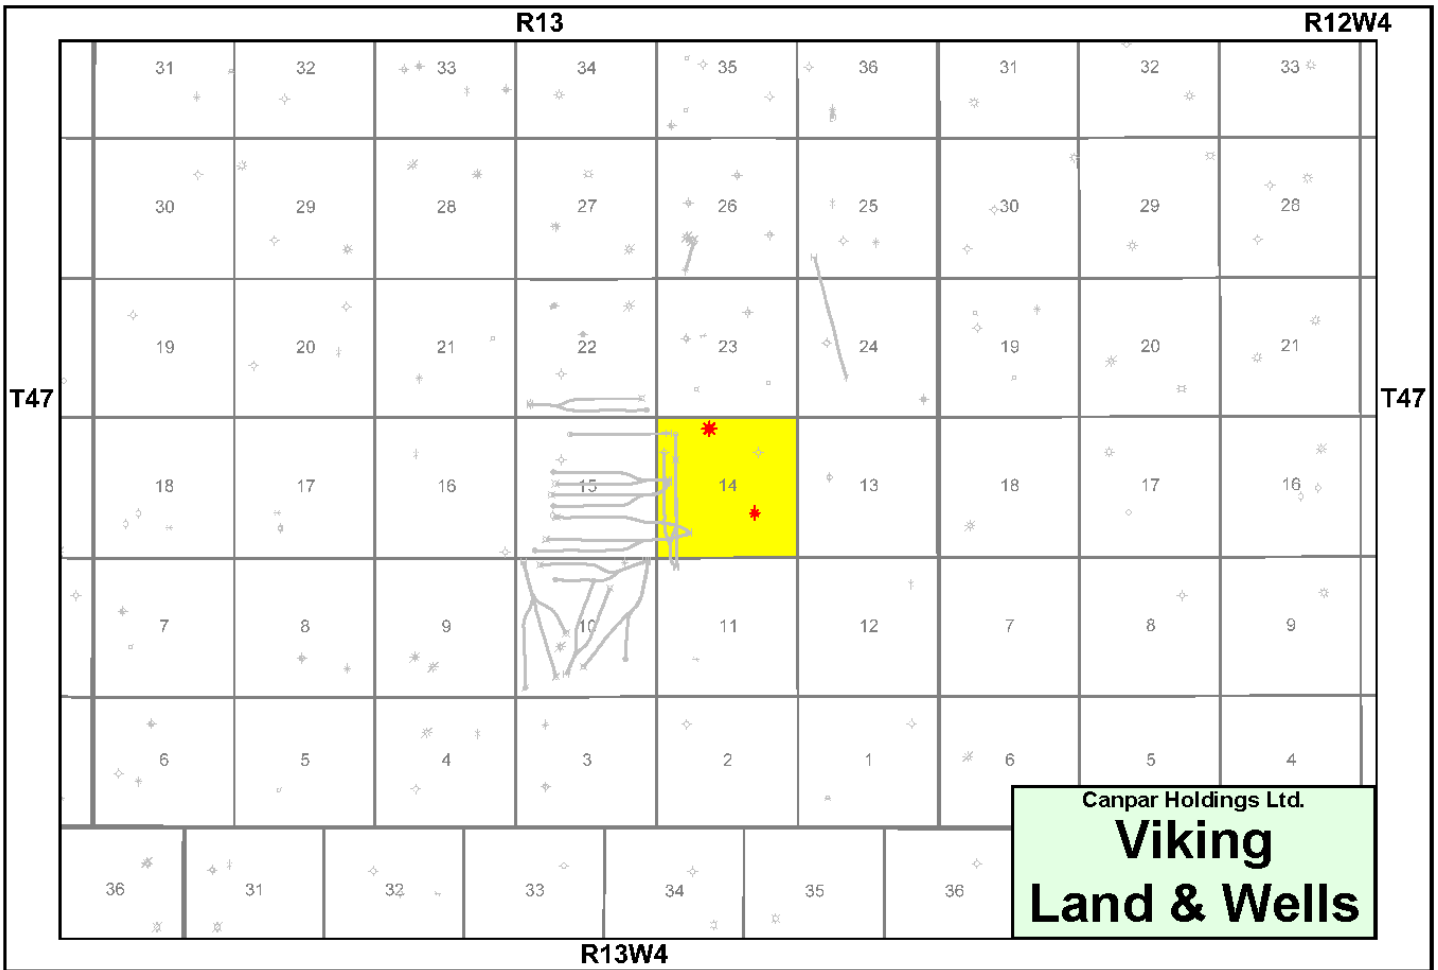 R13 R12W4
31 32 33 34 35 36 31 32 33
30 29 28 27 26 25 30 29 28
19 20 21 22 23 24 19 20 21
T47 T47
18 17 16 15 14 13 18 17 16
7 8 9 10 11 12 7 8 9
6 5 4 3 2 1 6 5 4
Canpar Holdings Ltd.
Viking
Land & Wells
36 31 32 33 34 35 36
R13W4